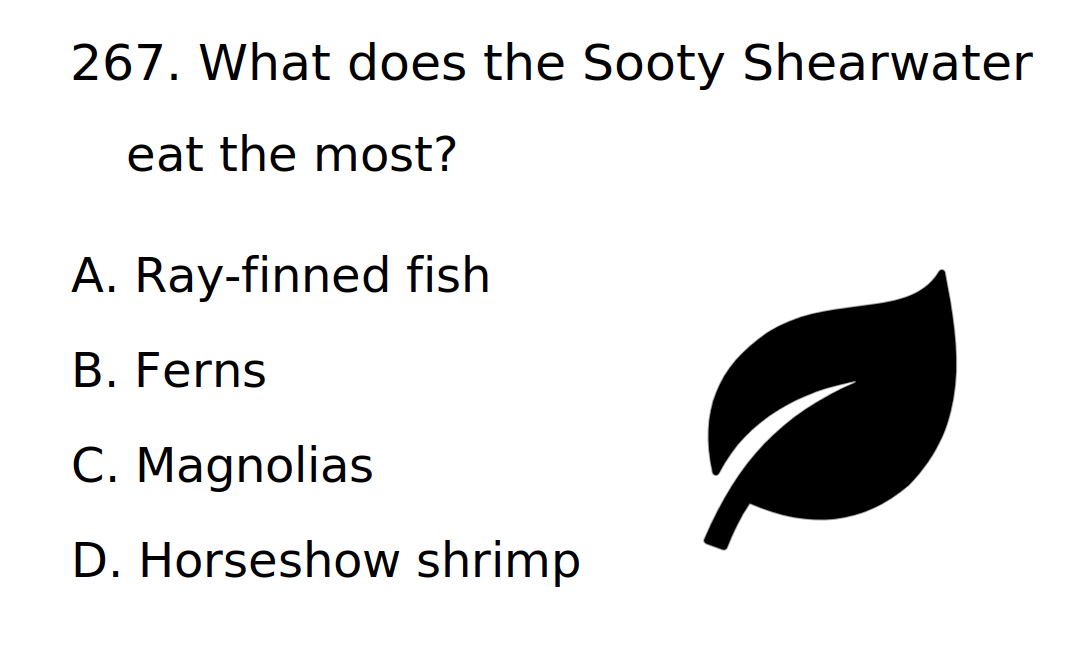 267. What does the Sooty Shearwater
eat the most?
A. Ray-finned fish
B. Ferns
C. Magnolias
D. Horseshow shrimp